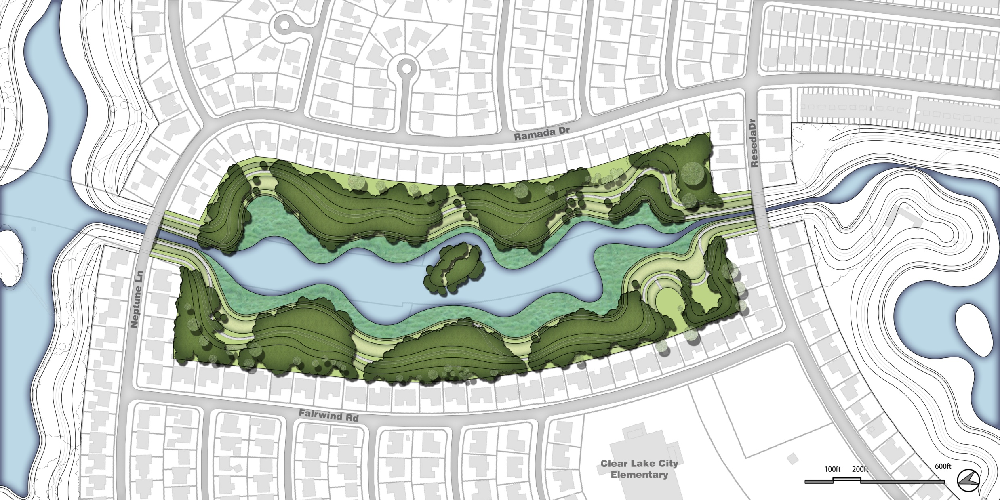 Ramada Dr
ResedaDr
Neptune Ln
Fairwind Rd
Clear Lake City
Elementary
100ft 200ft 600ft